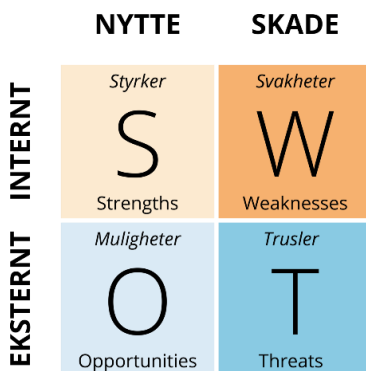 NYTTE SKADE
INTERNT
Styrker
S
Strengths
Svakheter
W
Weaknesses
EKSTERNT
Muligheter
O
Opportunities
Trusler
T
Threats